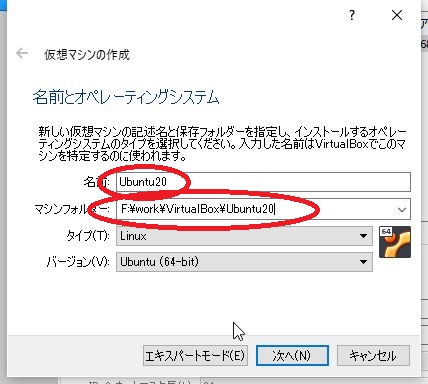 ?
仮想マシンの作成
名前とオペレーティングシステム
新しい仮想マシンの記述名と保存フォルダーを指定し、インストールするオペレー
ティングシステムのタイプを選択してください。入力した名前はVirtualBoxでこのマ
シンを特定するのに使われます。
名前: Ubuntu20
マシンフォルダー: F:¥work¥VirtualBox¥Ubuntu20
タイプ(T): Linux
64
バージョン(V): Ubuntu (64-bit)
エキスパートモード(E) 次へ(N) キャンセル